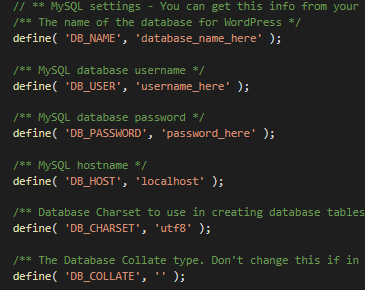 // ** MySQL settings - You can get this info from your
/** The name of the database for WordPress */
define( 'DB_NAME', 'database_name_here' );
/** MySQL database username */
define( 'DB_USER', 'username_here' );
/** MySQL database password */
define( 'DB_PASSWORD', 'password_here' );
/** MySQL hostname */
define( 'DB_HOST', 'localhost' );
/** Database Charset to use in creating database tables
define( 'DB_CHARSET', 'utf8' );
/** The Database Collate type. Don't change this if in
define( 'DB_COLLATE', '' );